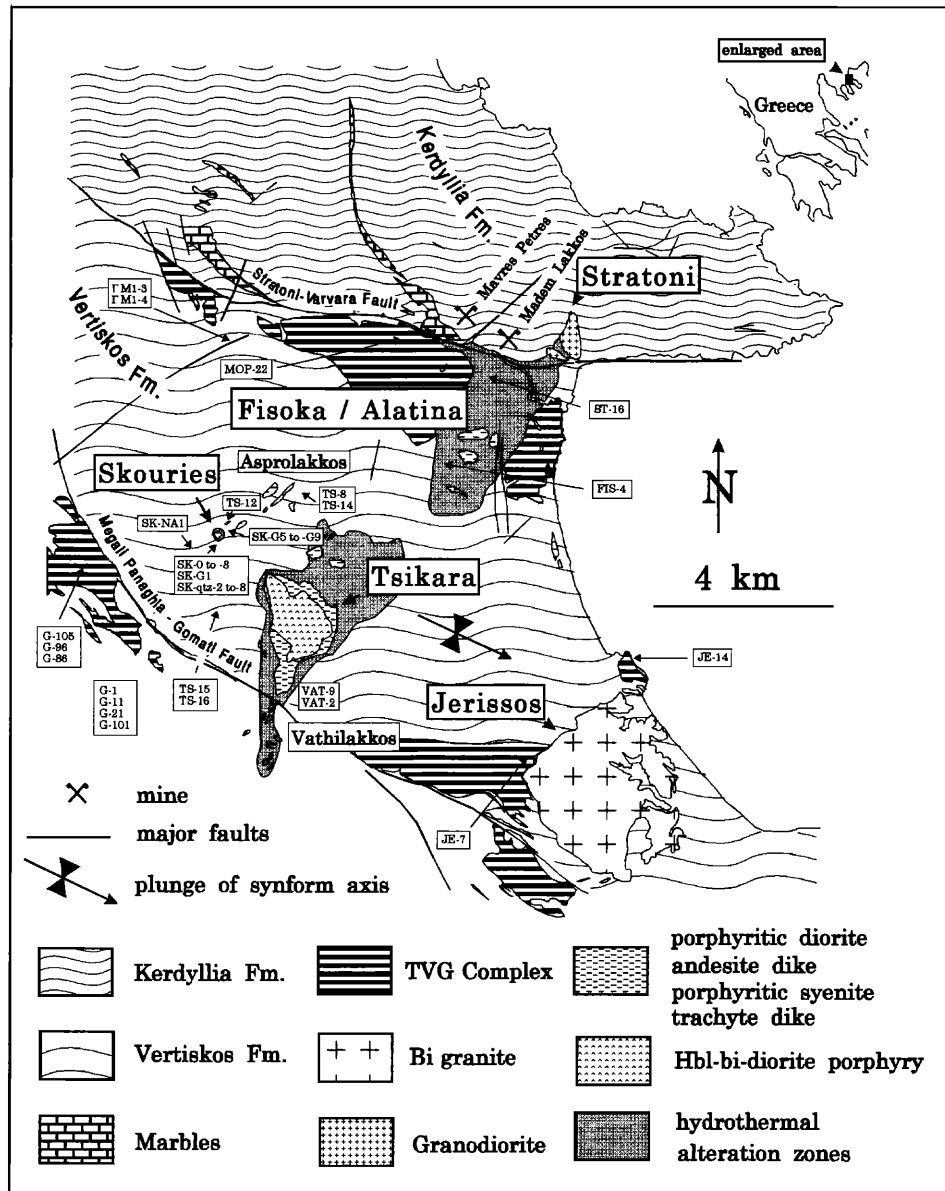 enlarged area
Greece
Kerdyllia Fm.
Mavres Petres
Madem Lakkos
Stratoni
ΓM1-3
ΓM1-4
Stratoni-Varvara Fault
Vertiskos Fm.
MOP-22
Fisoka / Alatina
ST-16
Skouries
Asprolakkos
TS-12
TS-8
TS-14
FIS-4
N
SK-NA1
SK-G5 to -G9
SK-0 to -8
SK-G1
SK-qtz-2 to-8
Tsikara
4 km
Megali Panaghia - Gomati Fault
G-105
G-96
G-86
JE-14
G-1
G-11
G-21
G-101
TS-15
TS-16
VAT-9
VAT-2
Jerissos
Vathilakkos
JE-7
mine
major faults
plunge of synform axis
Kerdyllia Fm.
TVG Complex
porphyritic diorite
andesite dike
porphyritic syenite
trachyte dike
Vertiskos Fm.
Bi granite
Hbl-bi-diorite porphyry
Marbles
Granodiorite
hydrothermal
alteration zones